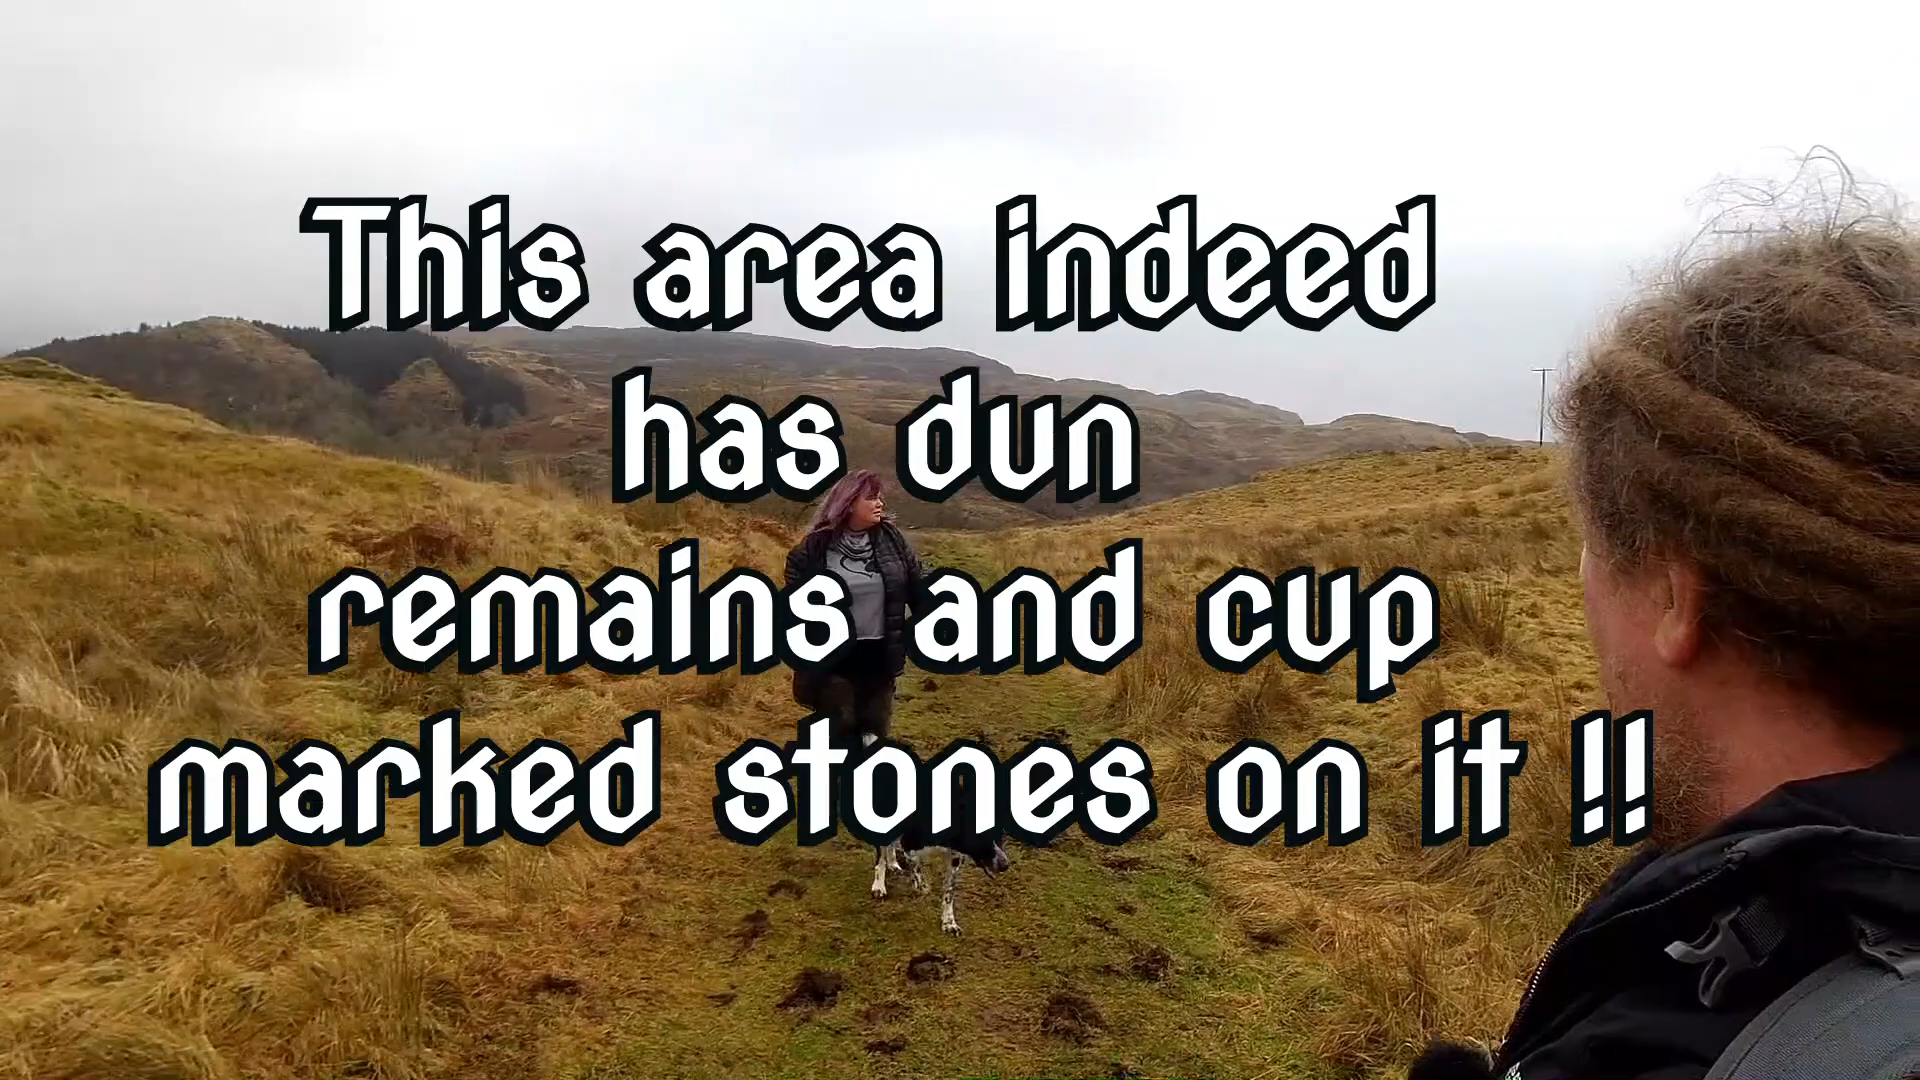 This area indeed
has dun
remains and cup
marked stones on it !!